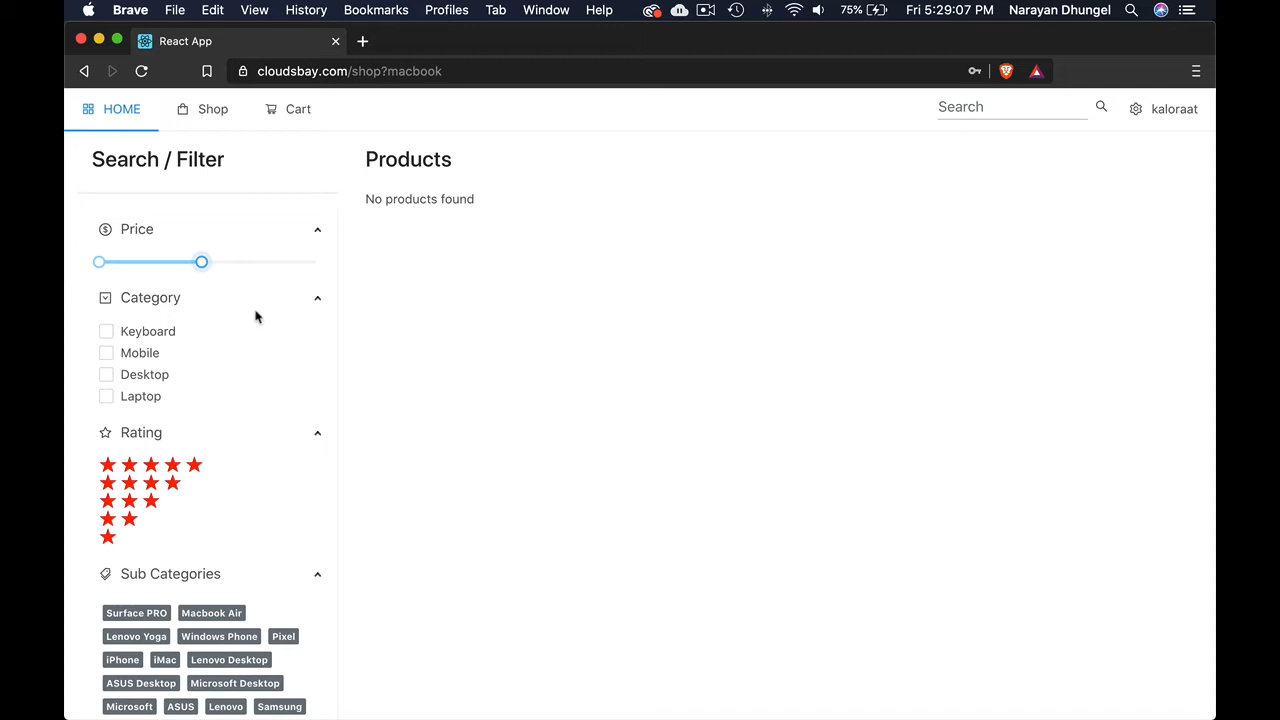 Brave File Edit View History Bookmarks Profiles Tab Window Help 75% Fri 5:29:07 PM Narayan Dhungel
React App
cloudsbay.com/shop?macbook
HOME Shop Cart Search kaloraat
Search / Filter
Products
No products found
Price
Category
Keyboard
Mobile
Desktop
Laptop
Rating
Sub Categories
Surface PRO Macbook Air
Lenovo Yoga Windows Phone Pixel
iPhone iMac Lenovo Desktop
ASUS Desktop Microsoft Desktop
Microsoft ASUS Lenovo Samsung